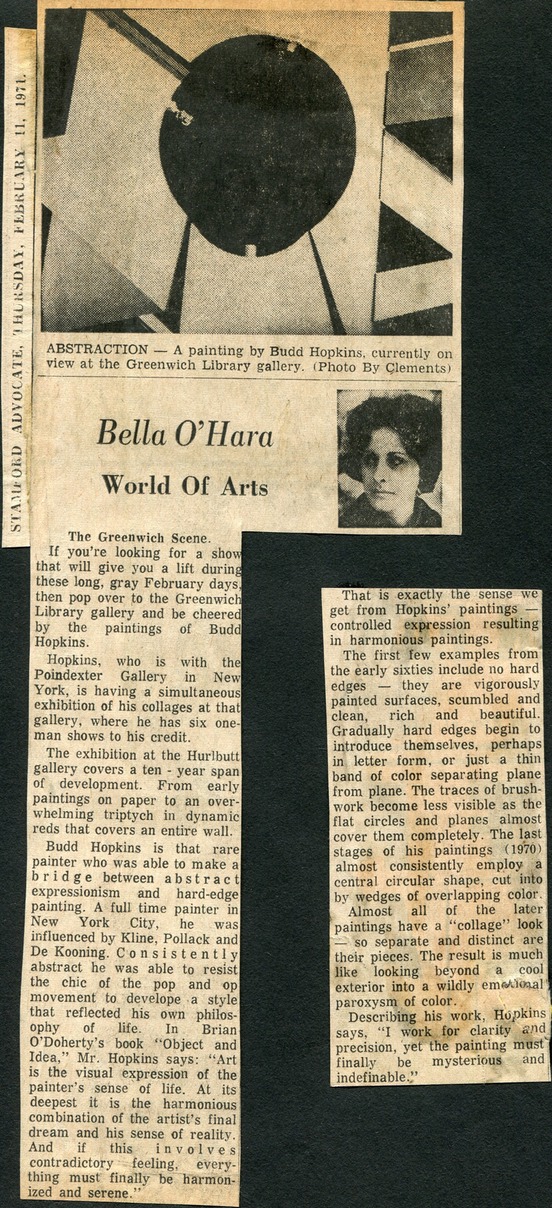 STAMFORD ADVOCATE, THURSDAY, FEBRUARY 11, 1971.
ABSTRACTION — A painting by Budd Hopkins, currently on
view at the Greenwich Library gallery. (Photo By Clements)
Bella O'Hara
World Of Arts
The Greenwich Scene.
If you're looking for a show
that will give you a lift during
these long, gray February days,
then pop over to the Greenwich
Library gallery and be cheered
by the paintings of Budd
Hopkins.
Hopkins, who is with the
Poindexter Gallery in New
York, is having a simultaneous
exhibition of his collages at that
gallery, where he has six one-
man shows to his credit.
The exhibition at the Hurlbutt
gallery covers a ten - year span
of development. From early
paintings on paper to an over-
whelming triptych in dynamic
reds that covers an entire wall.
Budd Hopkins is that rare
painter who was able to make a
bridge between abstract
expressionism and hard-edge
painting. A full time painter in
New York City, he was
influenced by Kline, Pollack and
De Kooning. Consistently
abstract he was able to resist
the chic of the pop and op
movement to develop a style
that reflected his own philos-
ophy of life. In Brian
O'Doherty's book "Object and
Idea," Mr. Hopkins says: "Art
is the visual expression of the
painter's sense of life. At its
deepest it is the harmonious
combination of the artist's final
dream and his sense of reality.
And if this involves
contradictory feeling, every-
thing must finally be harmon-
ized and serene."
That is exactly the sense we
get from Hopkins' paintings —
controlled expression resulting
in harmonious paintings.
The first few examples from
the early sixties include no hard
edges — they are vigorously
painted surfaces, scumbled and
clean, rich and beautiful.
Gradually hard edges begin to
introduce themselves, perhaps
in letter form, or just a thin
band of color separating plane
from plane. The traces of brush-
work become less visible as the
flat circles and planes almost
cover them completely. The last
stages of his paintings (1970)
almost consistently employ a
central circular shape, cut into
by wedges of overlapping color.
Almost all of the later
paintings have a "collage" look
— so separate and distinct are
their pieces. The result is much
like looking beyond a cool
exterior into a wildly emotional
paroxysm of color.
Describing his work, Hopkins
says, "I work for clarity and
precision, yet the painting must
finally be mysterious and
indefinable."